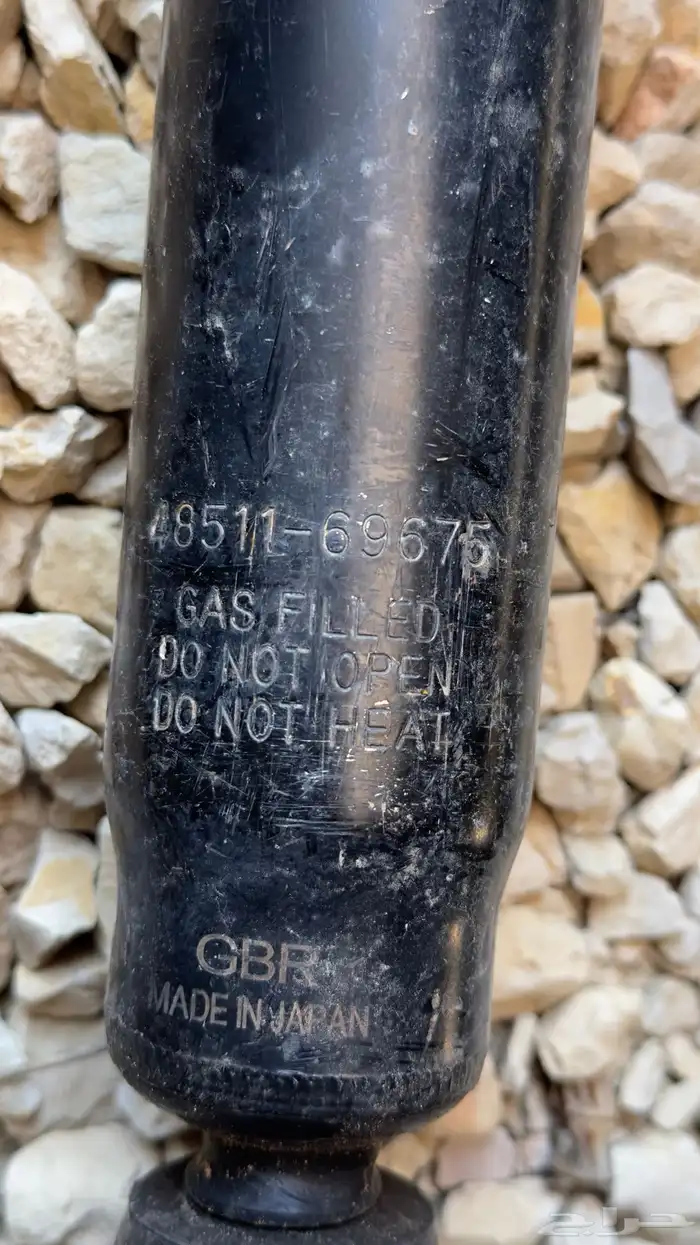 48511-69675
GAS FILLED
DO NOT OPEN
DO NOT HEAT
GBR
MADE IN JAPAN
حراج